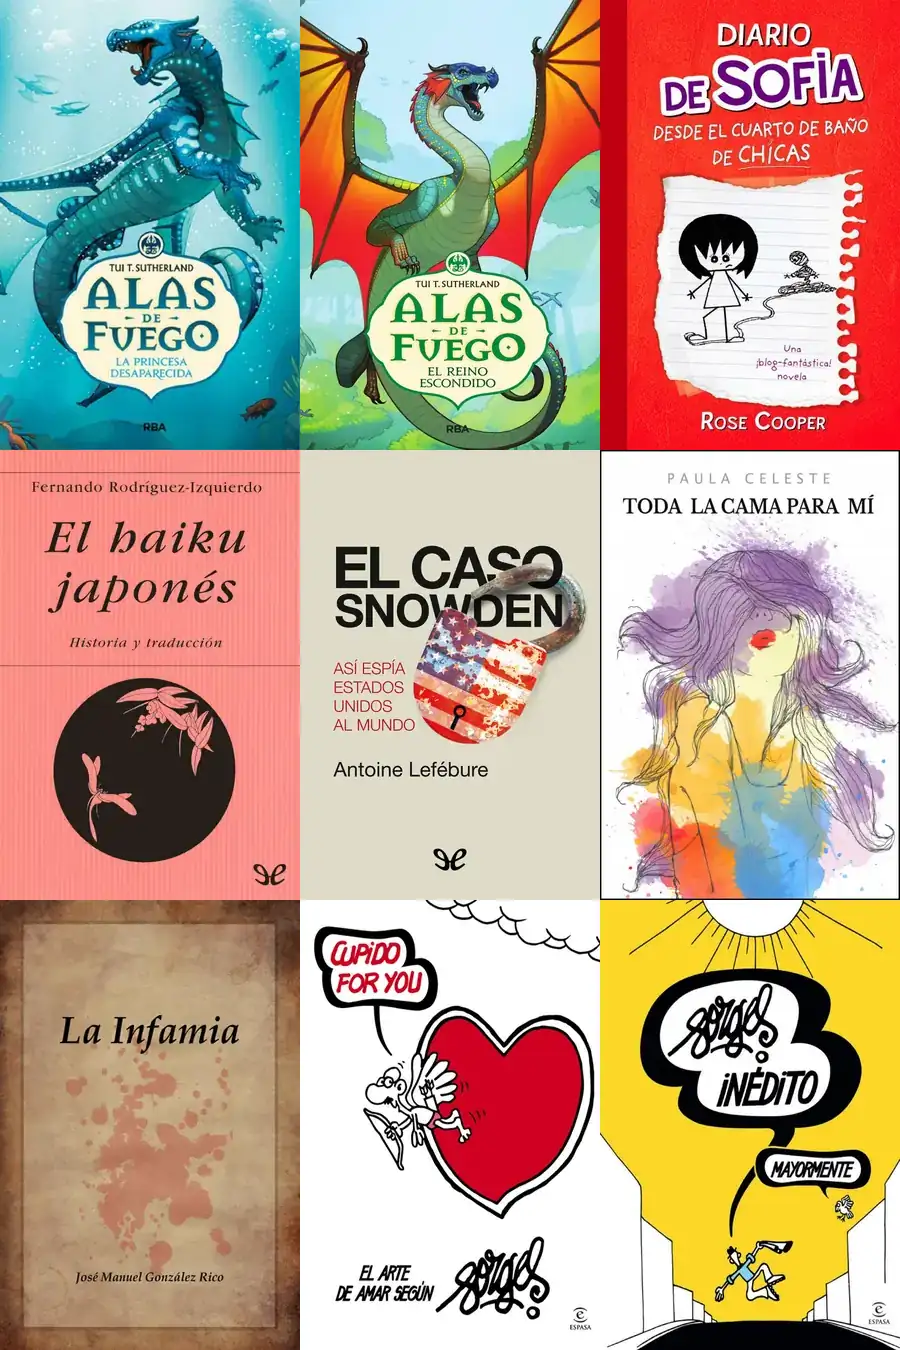 TUI T. SUTHERLAND
ALAS
DE
FUEGO
LA PRINCESA
DESAPARECIDA
RBA
TUI T. SUTHERLAND
ALAS
DE
FUEGO
EL REINO
ESCONDIDO
RBA
DIARIO
DE SOFÍA
DESDE EL CUARTO DE BAÑO
DE CHICAS
Una
¡blog-fantástica!
novela
ROSE COOPER
Fernando Rodríguez-Izquierdo
El haiku
japonés
Historia y traducción
EL CASO
SNOWDEN
ASÍ ESPÍA
ESTADOS
UNIDOS
AL MUNDO
Antoine Lefébure
PAULA CELESTE
TODA LA CAMA PARA MÍ
La Infamia
José Manuel González Rico
CUPIDO
FOR YOU
EL ARTE
DE AMAR SEGÚN
forges
ESPASA
forges
INÉDITO
MAYORMENTE
ESPASA